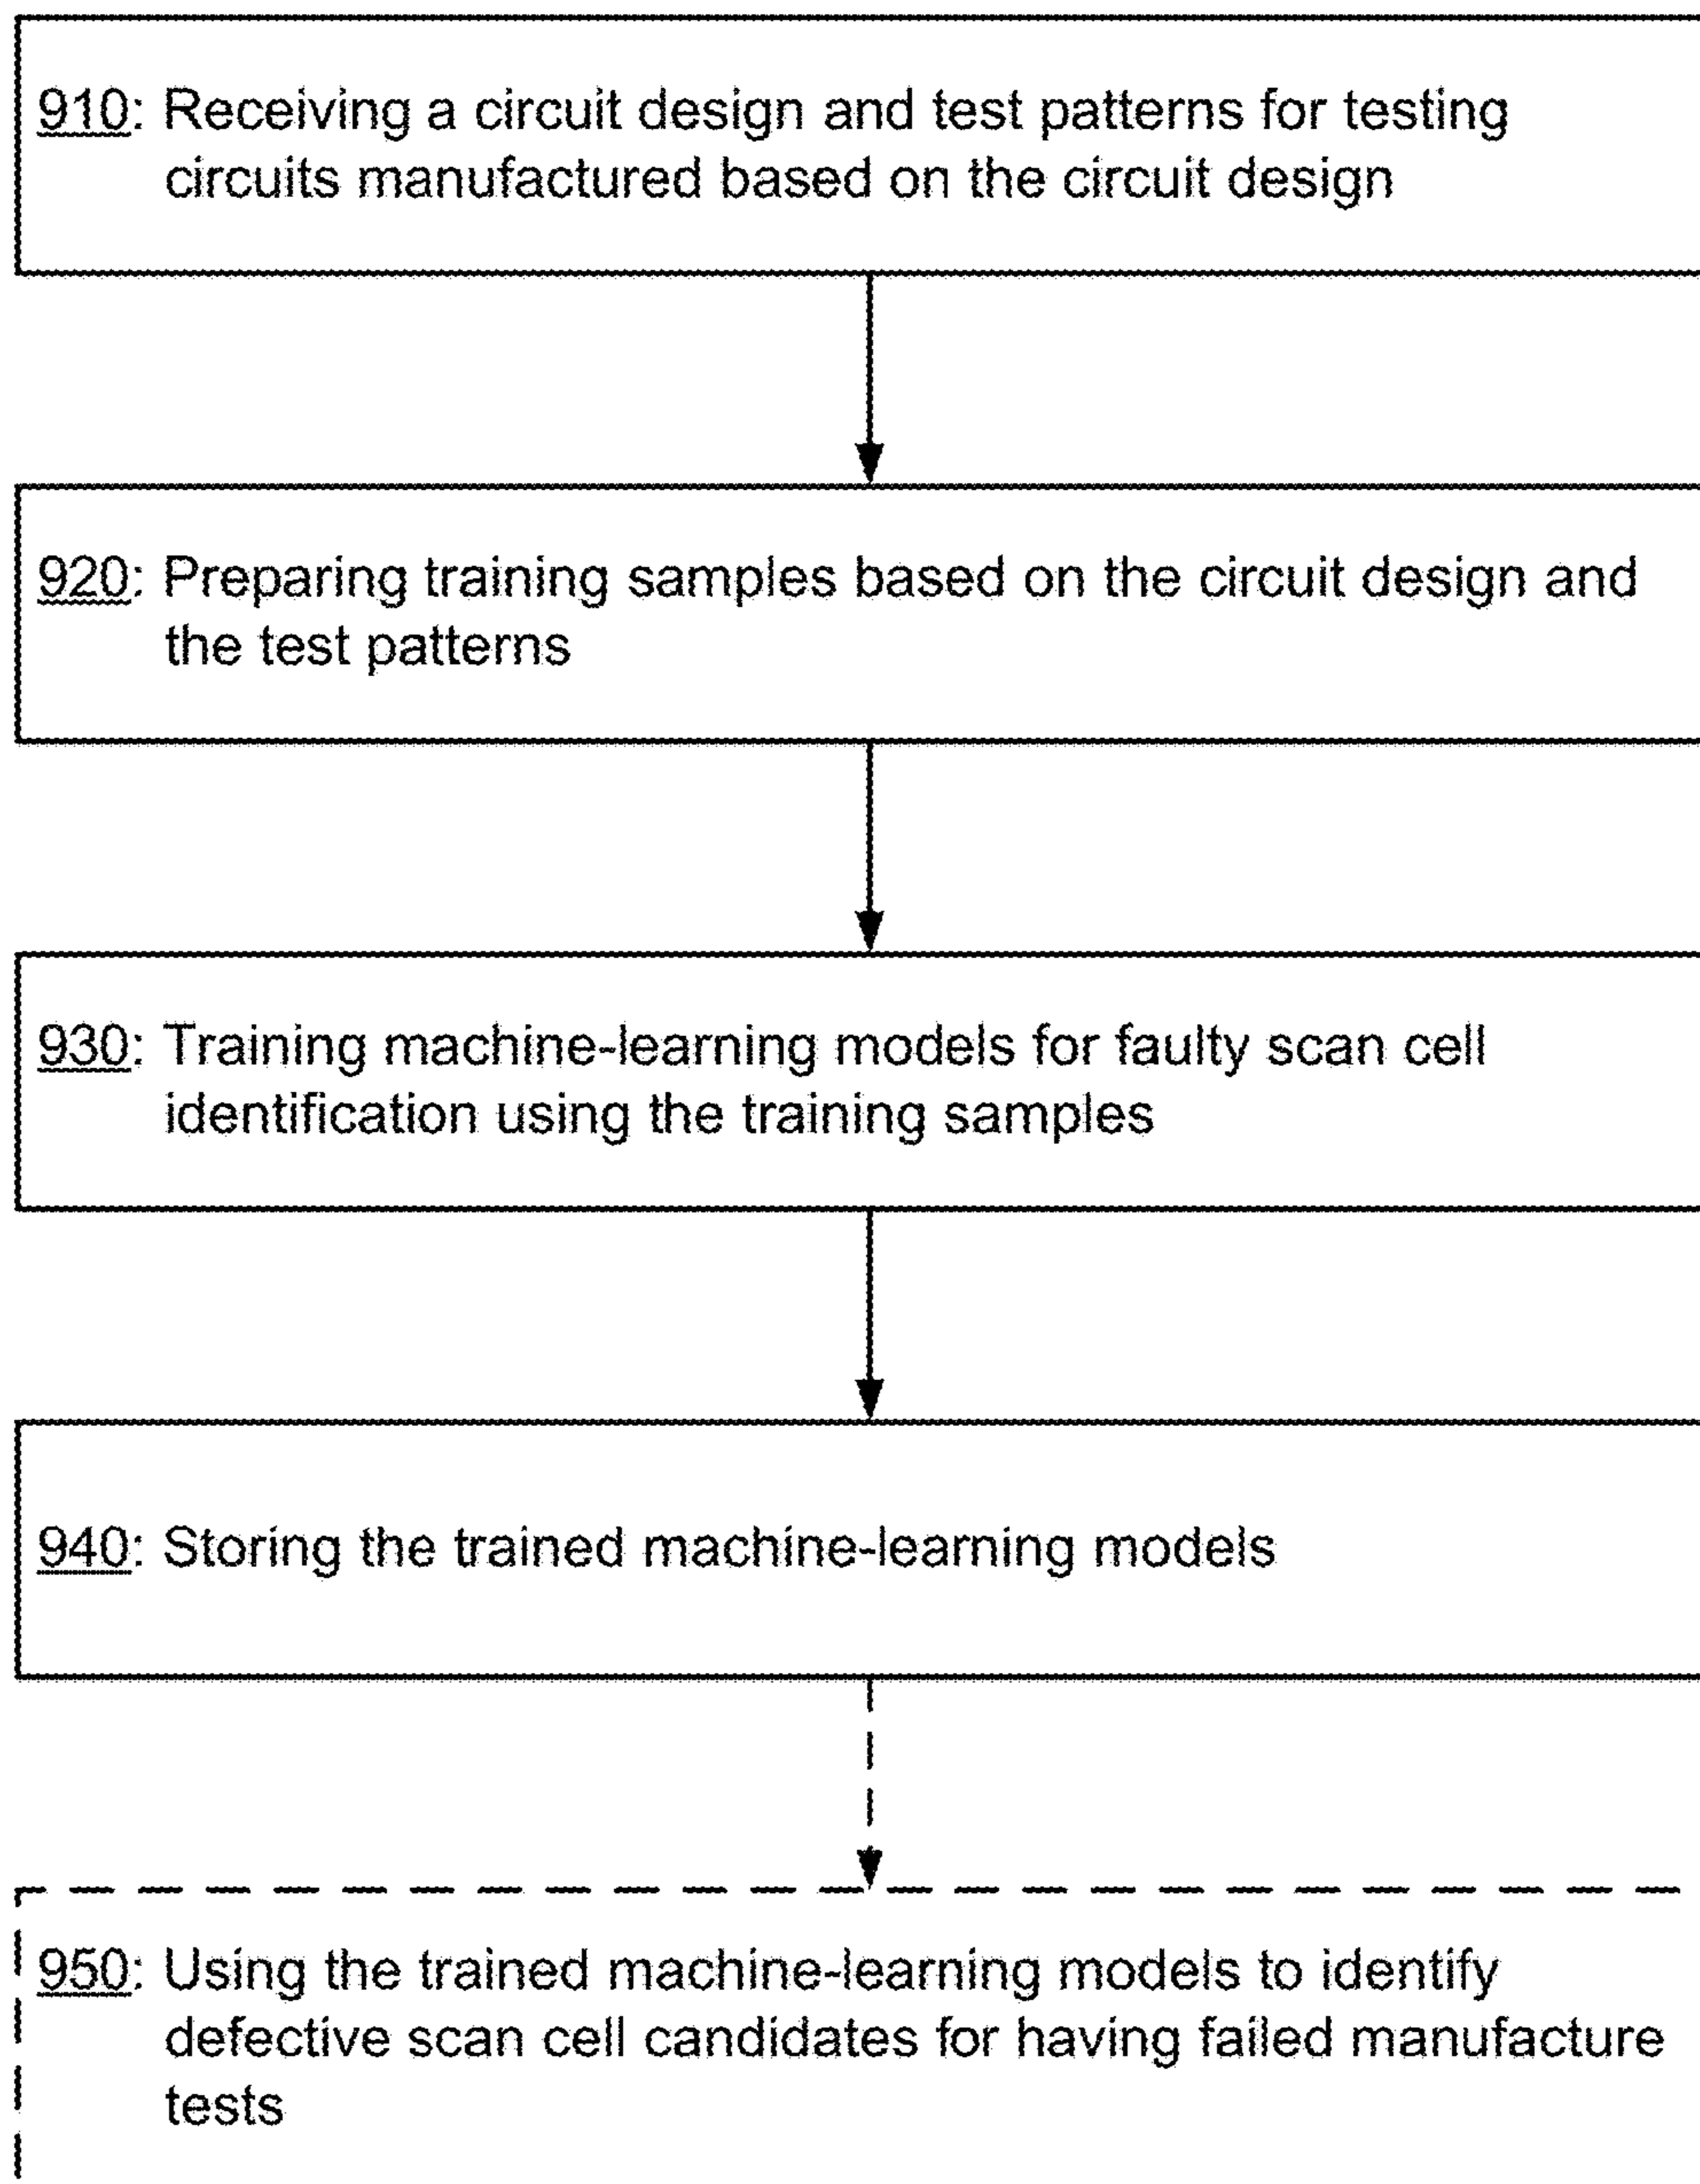 910: Receiving a circuit design and test patterns for testing
circuits manufactured based on the circuit design
920: Preparing training samples based on the circuit design and
the test patterns
930: Training machine-learning models for faulty scan cell
identification using the training samples
940: Storing the trained machine-learning models
950: Using the trained machine-learning models to identify
defective scan cell candidates for having failed manufacture
tests